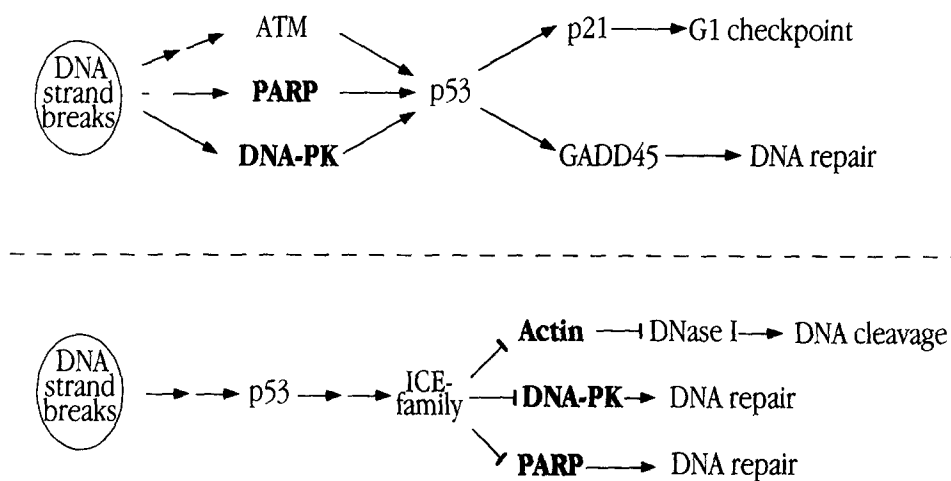 ATM
p21
G1 checkpoint
DNA
strand
breaks
PARP
p53
DNA-PK
GADD45
DNA repair
Actin
DNase I
DNA cleavage
DNA
strand
breaks
p53
ICE-
family
DNA-PK
DNA repair
PARP
DNA repair